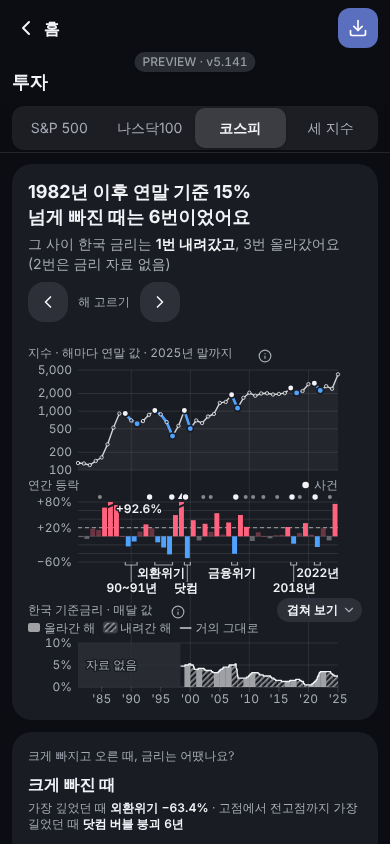 홈
PREVIEW · v5.141
투자
S&P 500 나스닥100 코스피 세 지수
1982년 이후 연말 기준 15%
넘게 빠진 때는 6번이었어요
그 사이 한국 금리는 1번 내려갔고, 3번 올라갔어요
(2번은 금리 자료 없음)
해 고르기
지수 · 해마다 연말 값 · 2025년 말까지
5,000
2,000
1,000
500
200
100
연간 등락 사건
+80%
+92.6%
+20%
−60%
외환위기 금융위기 2022년
90~91년 닷컴 2018년
한국 기준금리 · 매달 값 겹쳐 보기
올라간 해 내려간 해 거의 그대로
10%
5% 자료 없음
0%
'85 '90 '95 '00 '05 '10 '15 '20 '25
크게 빠지고 오른 때, 금리는 어땠나요?
크게 빠진 때
가장 깊었던 때 외환위기 −63.4% · 고점에서 전고점까지 가장
길었던 때 닷컴 버블 붕괴 6년